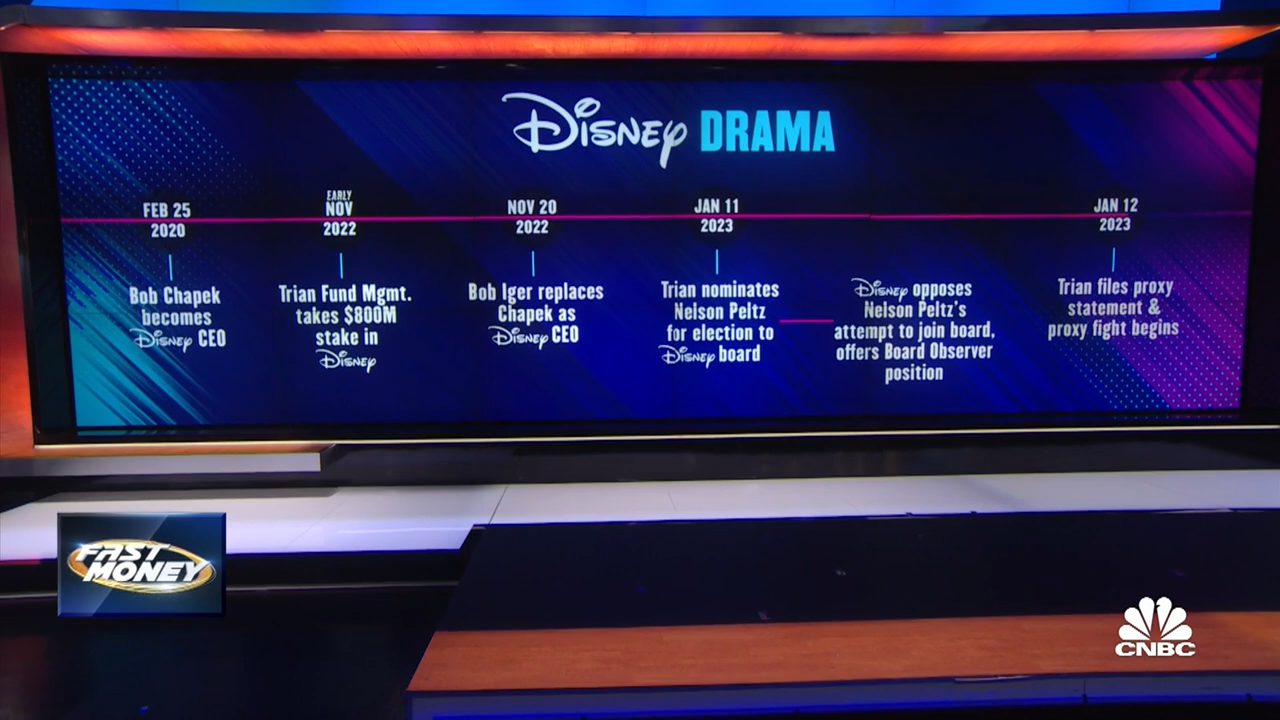 Disney DRAMA
FEB 25
2020
Bob Chapek
becomes
Disney CEO
EARLY
NOV
2022
Trian Fund Mgmt.
takes $800M
stake in
Disney
NOV 20
2022
Bob Iger replaces
Chapek as
Disney CEO
JAN 11
2023
Trian nominates
Nelson Peltz
for election to
Disney board
Disney opposes
Nelson Peltz's
attempt to join board,
offers Board Observer
position
JAN 12
2023
Trian files proxy
statement &
proxy fight begins
FAST
MONEY
CNBC